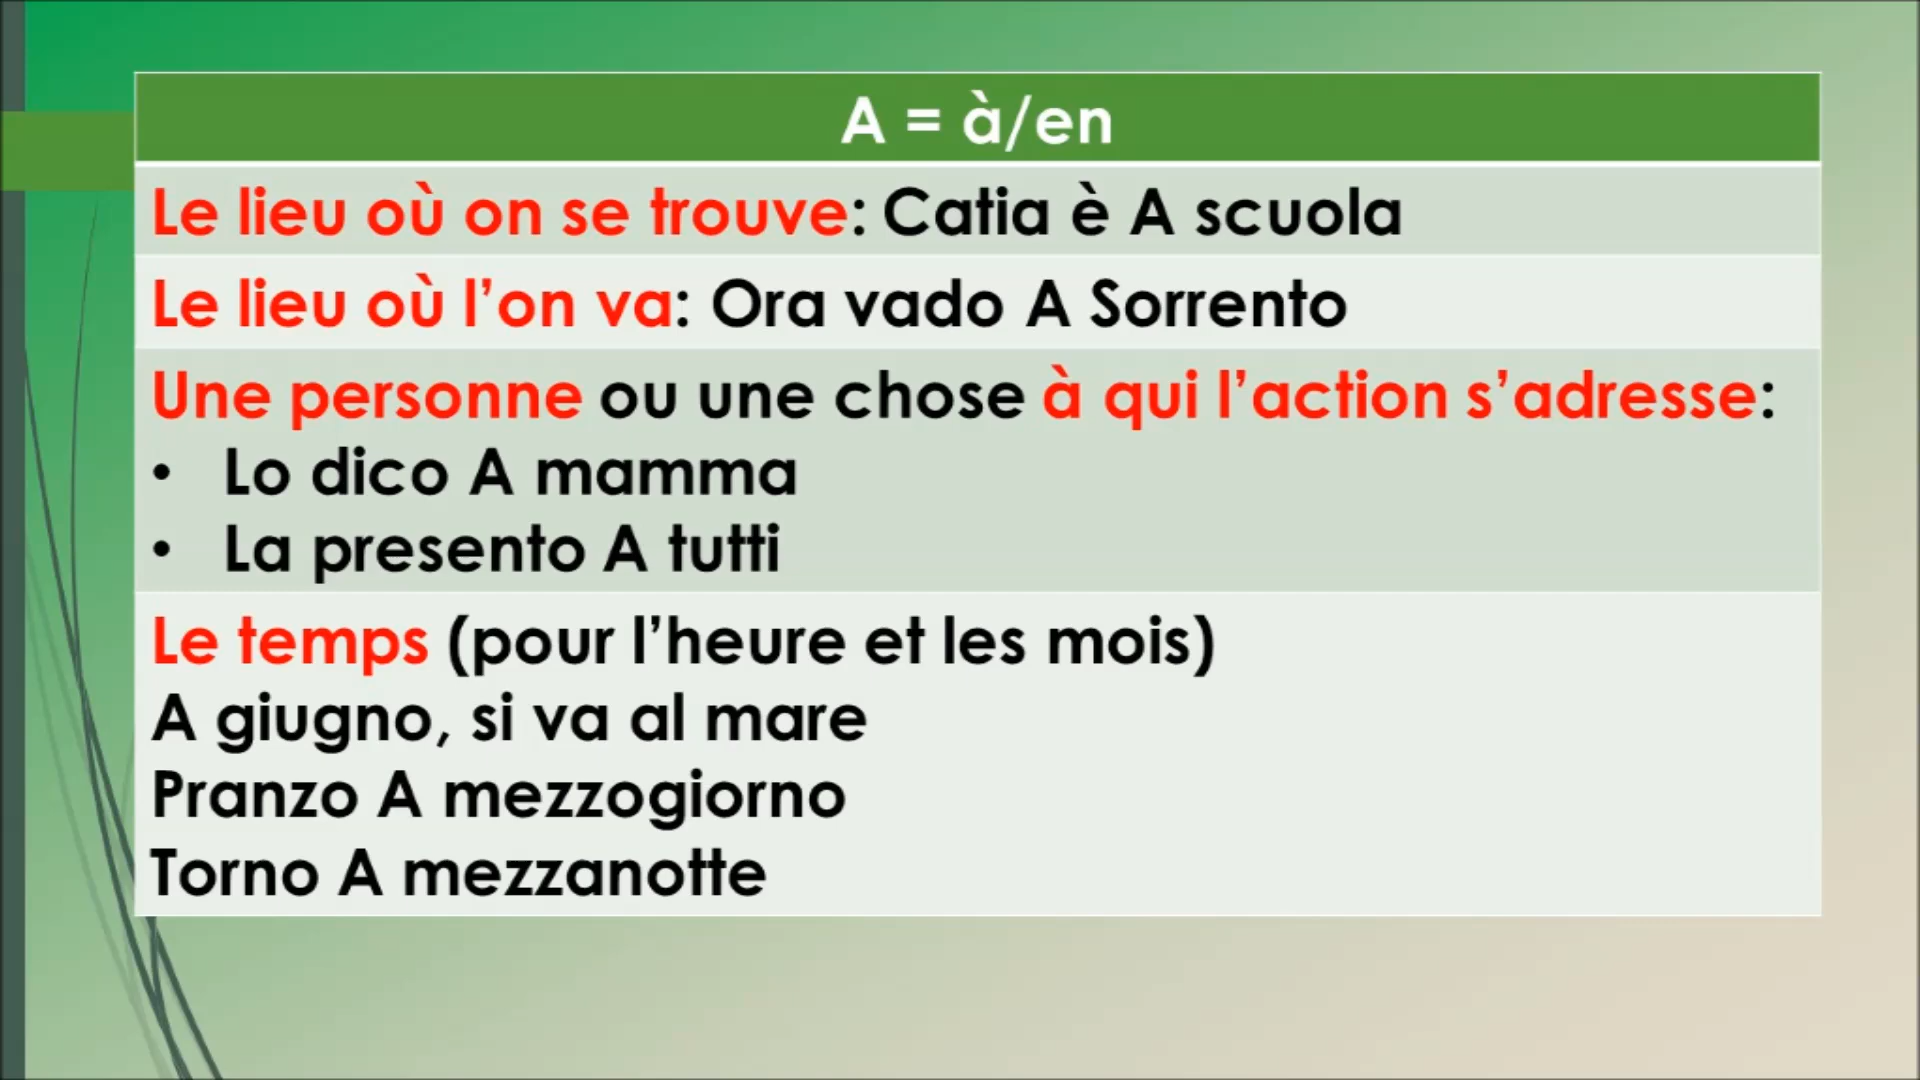 A = à/en
Le lieu où on se trouve: Catia è A scuola
Le lieu où l’on va: Ora vado A Sorrento
Une personne ou une chose à qui l’action s’adresse:
• Lo dico A mamma
• La presento A tutti
Le temps (pour l’heure et les mois)
A giugno, si va al mare
Pranzo A mezzogiorno
Torno A mezzanotte